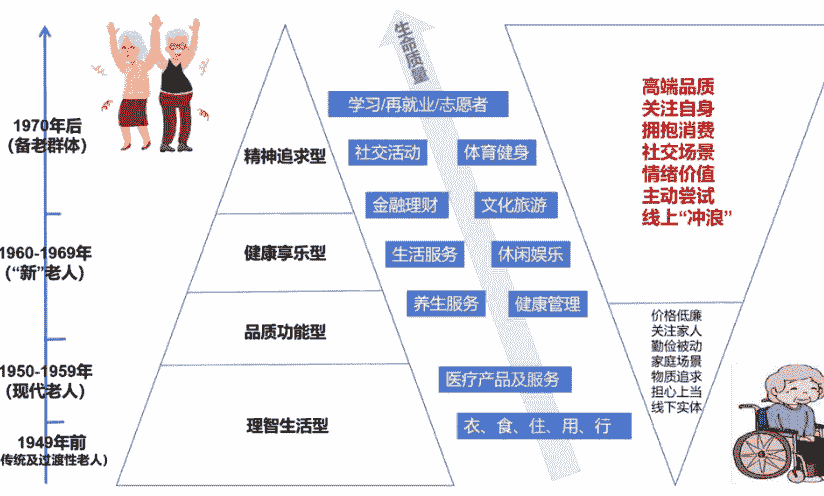 生命质量
1970年后
（备老群体）
1960-1969年
（“新”老人）
1950-1959年
（现代老人）
1949年前
传统及过渡性老人）
精神追求型
健康享乐型
品质功能型
理智生活型
学习/再就业/志愿者
社交活动
体育健身
金融理财
文化旅游
生活服务
休闲娱乐
养生服务
健康管理
医疗产品及服务
衣、食、住、用、行
高端品质
关注自身
拥抱消费
社交场景
情绪价值
主动尝试
线上“冲浪”
价格低廉
关注家人
勤俭被动
家庭场景
物质追求
担心上当
线下实体